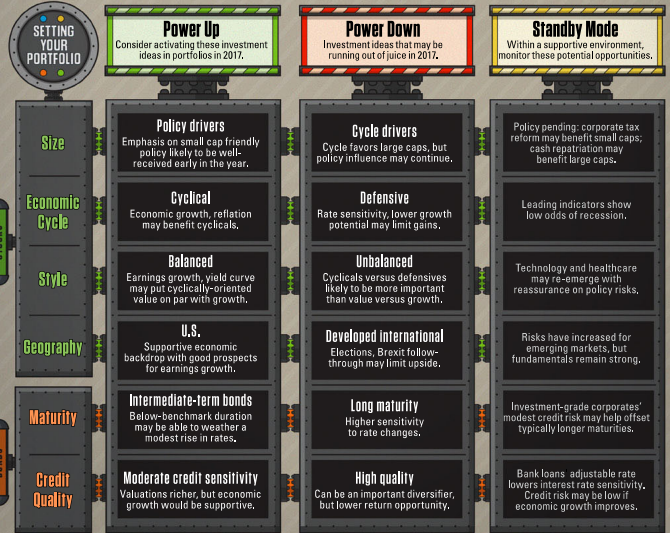 SETTING
YOUR
PORTFOLIO
Power Up
Consider activating these investment
ideas in portfolios in 2017.
Power Down
Investment ideas that may be
running out of juice in 2017.
Standby Mode
Within a supportive environment,
monitor these potential opportunities.
Size
Policy drivers
Emphasis on small cap friendly
policy likely to be well-
received early in the year.
Cycle drivers
Cycle favors large caps, but
policy influence may continue.
Policy pending: corporate tax
reform may benefit small caps;
cash repatriation may
benefit large caps.
Economic
Cycle
Cyclical
Economic growth, reflation
may benefit cyclicals.
Defensive
Rate sensitivity, lower growth
potential may limit gains.
Leading indicators show
low odds of recession.
Style
Balanced
Earnings growth, yield curve
may put cyclically-oriented
value on par with growth.
Unbalanced
Cyclicals versus defensives
likely to be more important
than value versus growth.
Technology and healthcare
may re-emerge with
reassurance on policy risks.
Geography
U.S.
Supportive economic
backdrop with good prospects
for earnings growth.
Developed international
Elections, Brexit follow-
through may limit upside.
Risks have increased for
emerging markets, but
fundamentals remain strong.
Maturity
Intermediate-term bonds
Below-benchmark duration
may be able to weather a
modest rise in rates.
Long maturity
Higher sensitivity
to rate changes.
Investment-grade corporates'
modest credit risk may help offset
typically longer maturities.
Credit
Quality
Moderate credit sensitivity
Valuations richer, but economic
growth would be supportive.
High quality
Can be an important diversifier,
but lower return opportunity.
Bank loans adjustable rate
lowers interest rate sensitivity.
Credit risk may be low if
economic growth improves.